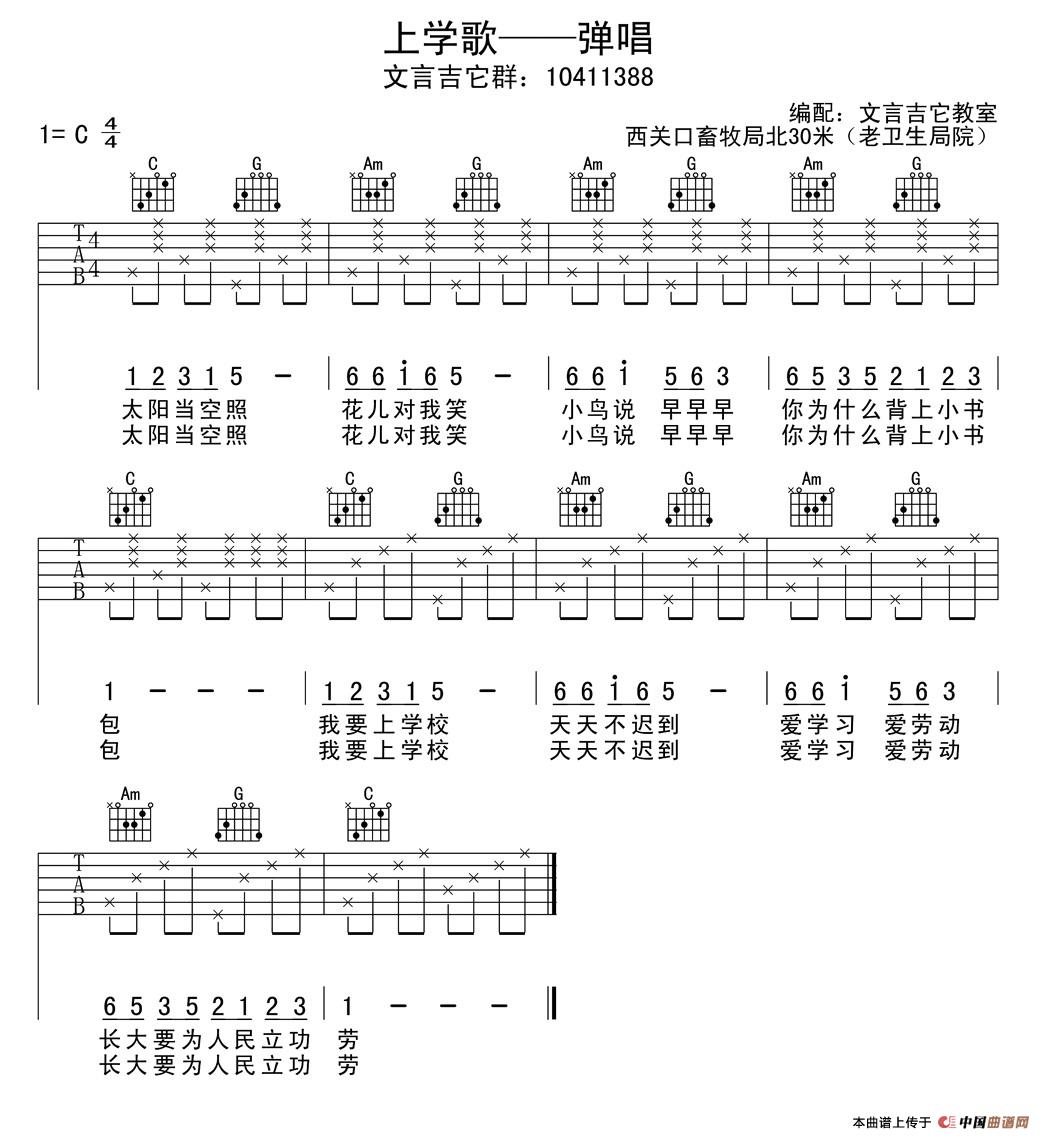 上学歌——弹唱
文言吉它群：10411388
编配：文言吉它教室
1= C 4/4
西关口畜牧局北30米（老卫生局院）
C G Am G Am G Am G
T A B 4 4
1 2 3 1 5 － | 6 6 i 6 5 － | 6 6 i 5 6 3 | 6 5 3 5 2 1 2 3 |
太阳当空照 花儿对我笑 小鸟说 早早早 你为什么背上小书
太阳当空照 花儿对我笑 小鸟说 早早早 你为什么背上小书
C C G Am G Am G
T A B
1 － － － | 1 2 3 1 5 － | 6 6 i 6 5 － | 6 6 i 5 6 3 |
包 我要上学校 天天不迟到 爱学习 爱劳动
包 我要上学校 天天不迟到 爱学习 爱劳动
Am G C
T A B
6 5 3 5 2 1 2 3 | 1 － － －
长大要为人民立功 劳
长大要为人民立功 劳
本曲谱上传于 中国曲谱网